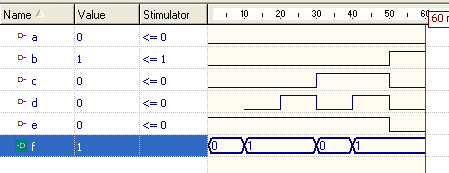 Name Value Stimulator 10 20 30 40 50 60
60 n
a 0 <= 0
b 1 <= 1
c 0 <= 0
d 0 <= 0
e 0 <= 0
f 1 0 1 0 1